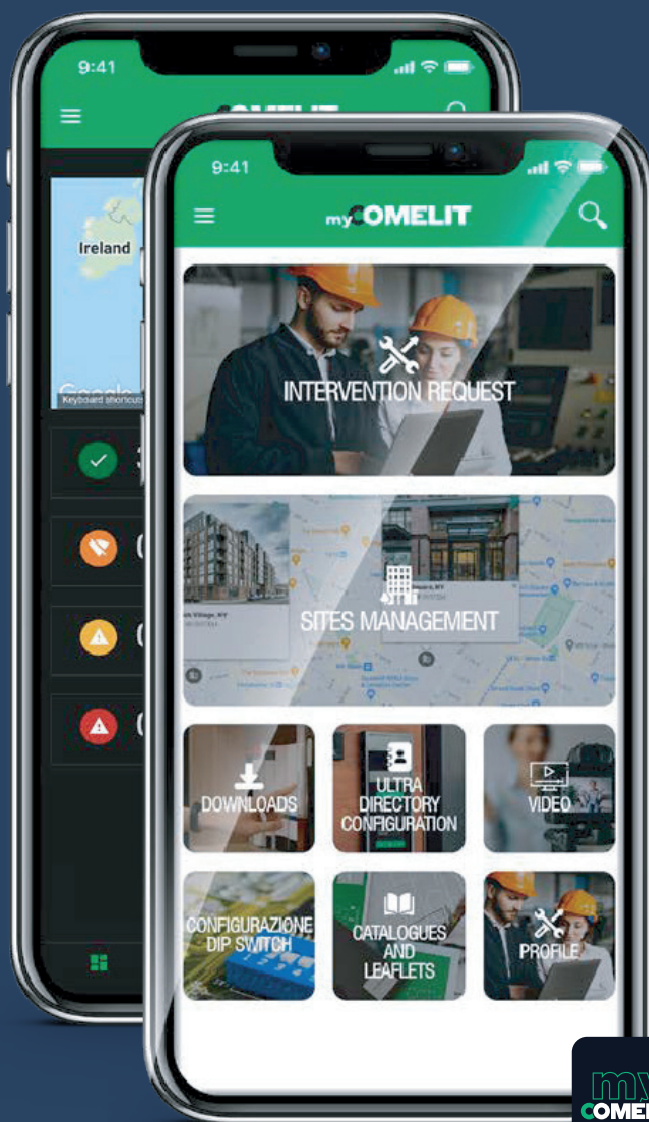 9:41
Ireland
Google
Keyboard shortcuts
9:41
myCOMELIT
INTERVENTION REQUEST
SITES MANAGEMENT
DOWNLOADS
ULTRA
DIRECTORY
CONFIGURATION
VIDEO
CONFIGURAZIONE
DIP SWITCH
CATALOGUES
AND
LEAFLETS
PROFILE
my
COMEL